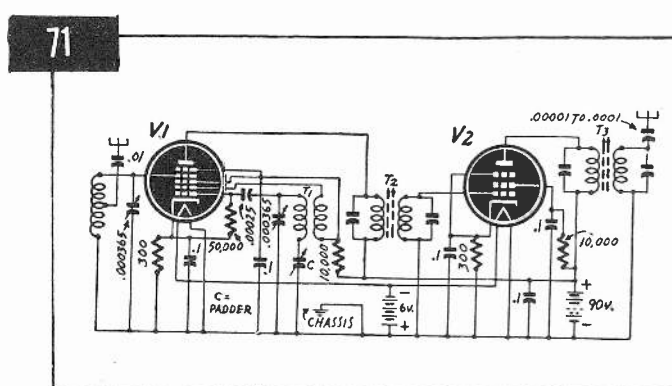 71
V1
.01
.000365
300
.1
50,000
.00025
.000365
T1
C
10,000
.1
C = PADDER
CHASSIS
T2
6v.
- +
V2
.00001 TO .0001
T3
.1
300
.1
10,000
.1
90v.
+ -